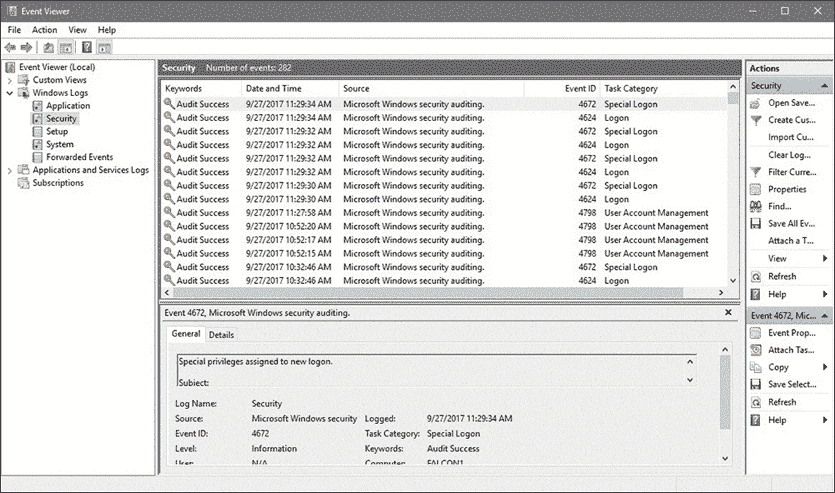 Event Viewer
File Action View Help
Event Viewer (Local)
Custom Views
Windows Logs
Application
Security
Setup
System
Forwarded Events
Applications and Services Logs
Subscriptions
Security Number of events: 282
Keywords Date and Time Source Event ID Task Category
Audit Success 9/27/2017 11:29:34 AM Microsoft Windows security auditing. 4672 Special Logon
Audit Success 9/27/2017 11:29:34 AM Microsoft Windows security auditing. 4624 Logon
Audit Success 9/27/2017 11:29:32 AM Microsoft Windows security auditing. 4672 Special Logon
Audit Success 9/27/2017 11:29:32 AM Microsoft Windows security auditing. 4624 Logon
Audit Success 9/27/2017 11:29:32 AM Microsoft Windows security auditing. 4672 Special Logon
Audit Success 9/27/2017 11:29:32 AM Microsoft Windows security auditing. 4624 Logon
Audit Success 9/27/2017 11:29:30 AM Microsoft Windows security auditing. 4672 Special Logon
Audit Success 9/27/2017 11:29:30 AM Microsoft Windows security auditing. 4624 Logon
Audit Success 9/27/2017 11:27:58 AM Microsoft Windows security auditing. 4798 User Account Management
Audit Success 9/27/2017 10:52:20 AM Microsoft Windows security auditing. 4798 User Account Management
Audit Success 9/27/2017 10:52:17 AM Microsoft Windows security auditing. 4798 User Account Management
Audit Success 9/27/2017 10:52:15 AM Microsoft Windows security auditing. 4798 User Account Management
Audit Success 9/27/2017 10:32:46 AM Microsoft Windows security auditing. 4672 Special Logon
Audit Success 9/27/2017 10:32:46 AM Microsoft Windows security auditing. 4624 Logon
Event 4672, Microsoft Windows security auditing.
General Details
Special privileges assigned to new logon.
Subject:
Log Name: Security
Source: Microsoft Windows security Logged: 9/27/2017 11:29:34 AM
Event ID: 4672 Task Category: Special Logon
Level: Information Keywords: Audit Success
User: N/A Computer: FALCON1
Actions
Security
Open Save...
Create Cus...
Import Cu...
Clear Log...
Filter Curre...
Properties
Find...
Save All Ev...
Attach a T...
View
Refresh
Help
Event 4672, Mic...
Event Prop...
Attach Tas...
Copy
Save Select...
Refresh
Help